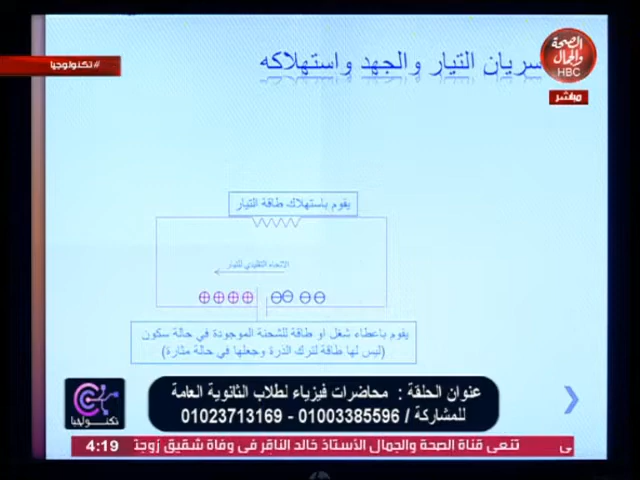 سريان التيار والجهد واستهلاكه
الصحة
والجمال
HBC
مباشر
#تكنولوجيا
يقوم باستهلاك طاقة التيار
الاتجاه التقليدي للتيار
يقوم باعطاء شغل او طاقة للشحنة الموجودة في حالة سكون
(ليس لها طاقة لترك الذرة وجعلها في حالة مثارة)
عنوان الحلقة : محاضرات فيزياء لطلاب الثانوية العامة
للمشاركة / 01003385596 - 01023713169
تكنولوجيا
تنعى قناة الصحة والجمال الأستاذ خالد الناقر فى وفاة شقيق زوجت
4:19